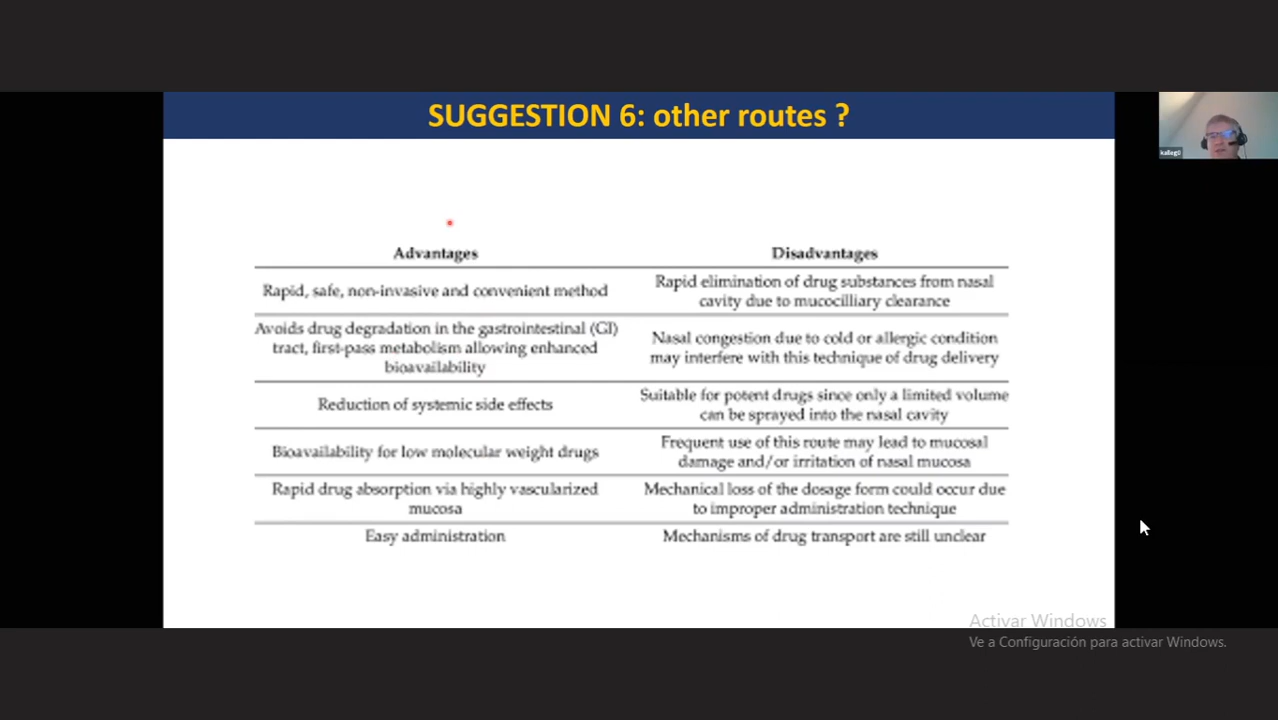 SUGGESTION 6: other routes ?
kallegü
Advantages
Disadvantages
Rapid, safe, non-invasive and convenient method
Rapid elimination of drug substances from nasal
cavity due to mucocilliary clearance
Avoids drug degradation in the gastrointestinal (GI)
tract, first-pass metabolism allowing enhanced
bioavailability
Nasal congestion due to cold or allergic condition
may interfere with this technique of drug delivery
Reduction of systemic side effects
Suitable for potent drugs since only a limited volume
can be sprayed into the nasal cavity
Bioavailability for low molecular weight drugs
Frequent use of this route may lead to mucosal
damage and/or irritation of nasal mucosa
Rapid drug absorption via highly vascularized
mucosa
Mechanical loss of the dosage form could occur due
to improper administration technique
Easy administration
Mechanisms of drug transport are still unclear
Activar Windows
Ve a Configuración para activar Windows.